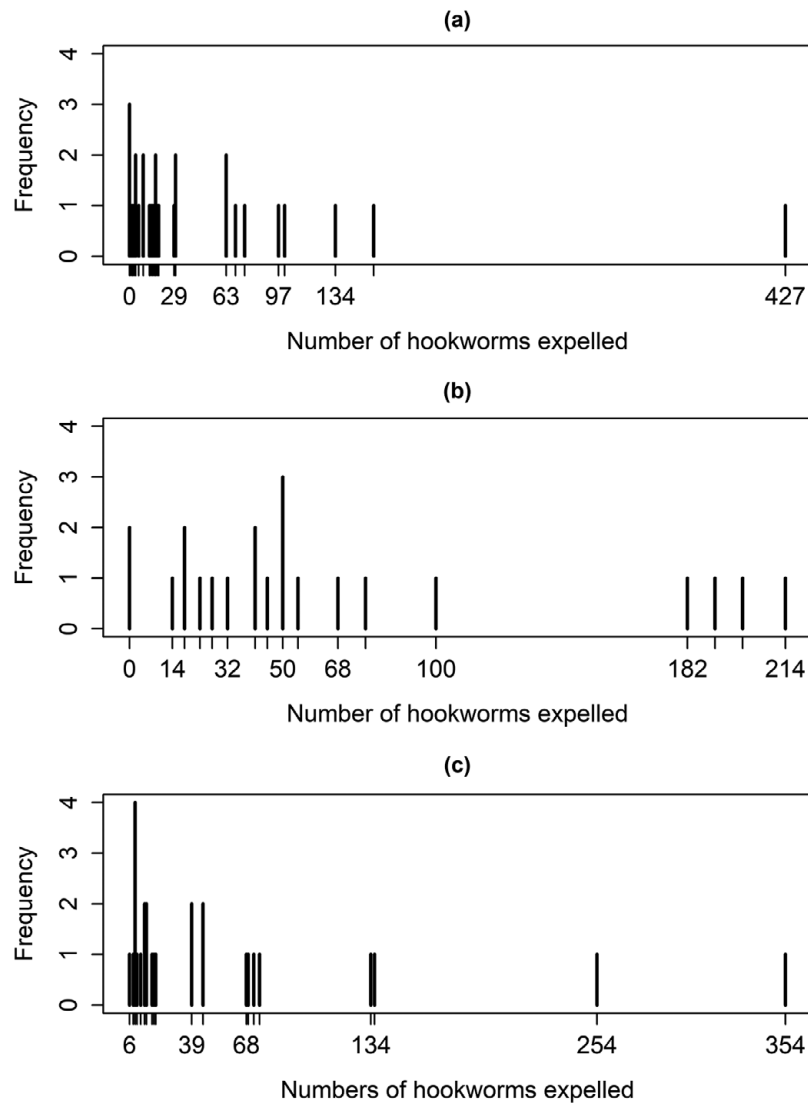 (a)
4
3
2
1
0
Frequency
0 29 63 97 134 427
Number of hookworms expelled
(b)
4
3
2
1
0
Frequency
0 14 32 50 68 100 182 214
Number of hookworms expelled
(c)
4
3
2
1
0
Frequency
6 39 68 134 254 354
Numbers of hookworms expelled